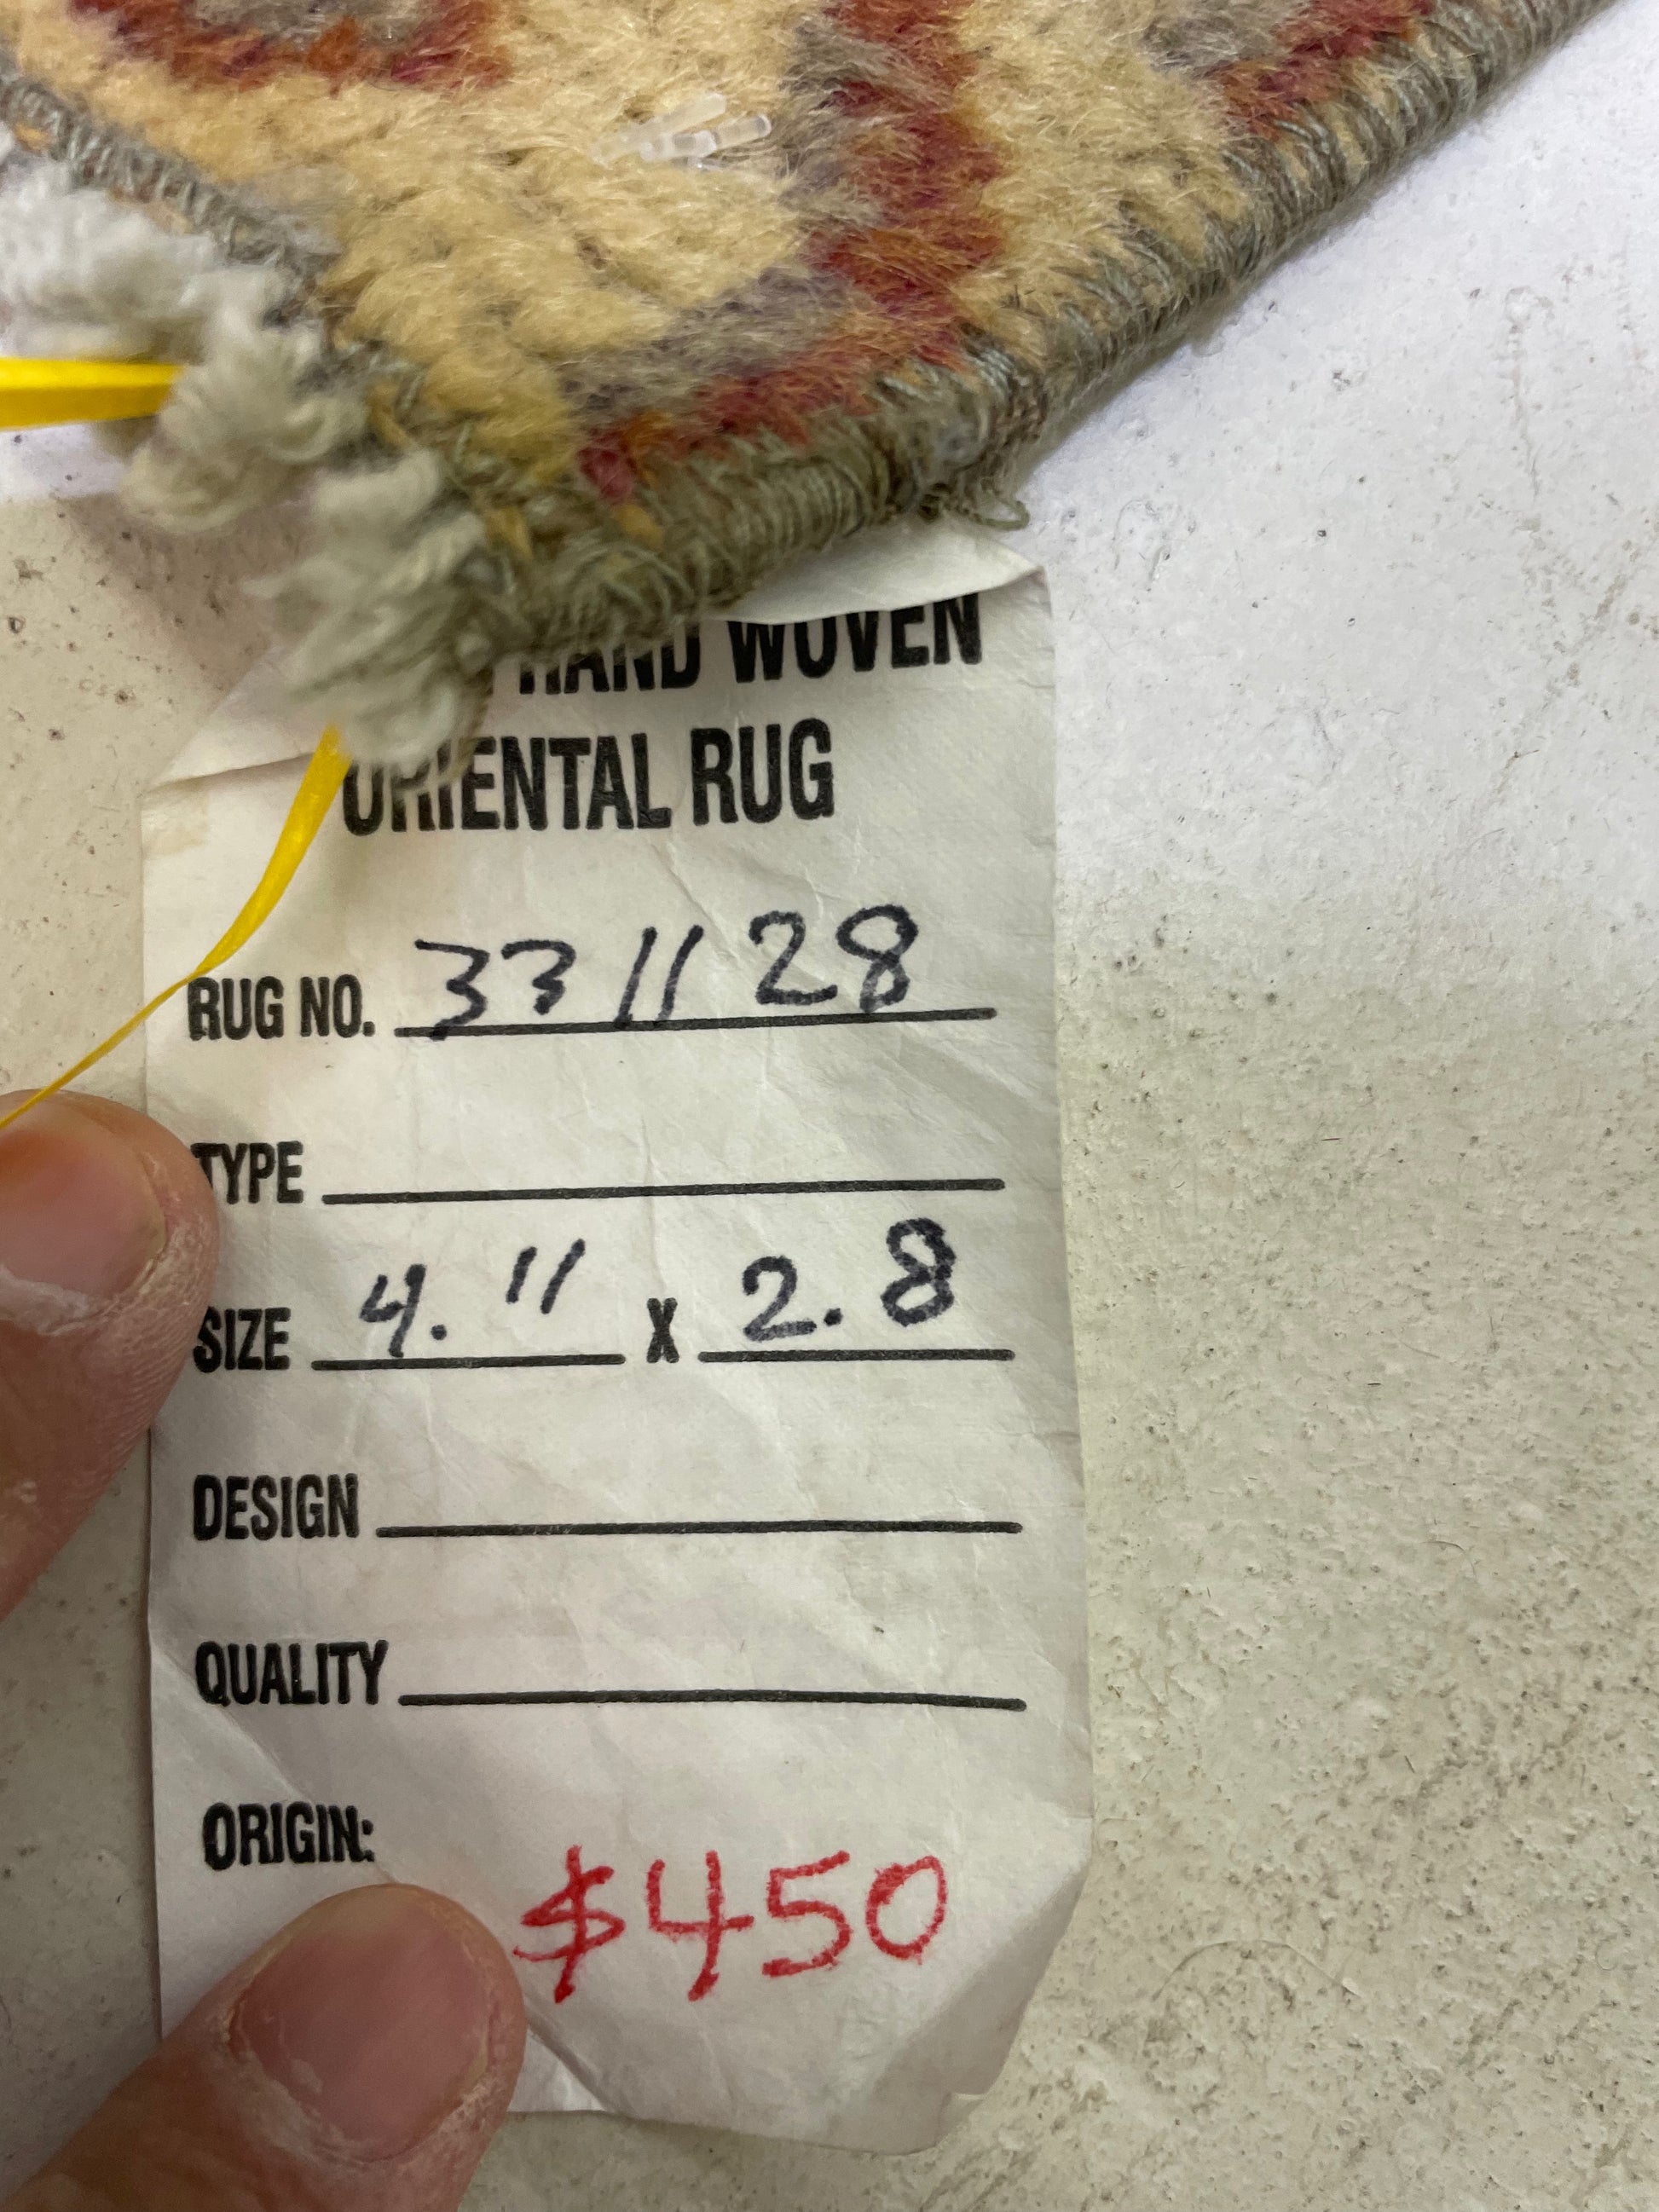 HAND WOVEN
ORIENTAL RUG
RUG NO. 331128
TYPE
SIZE 4.11 X 2.8
DESIGN
QUALITY
ORIGIN:
$450